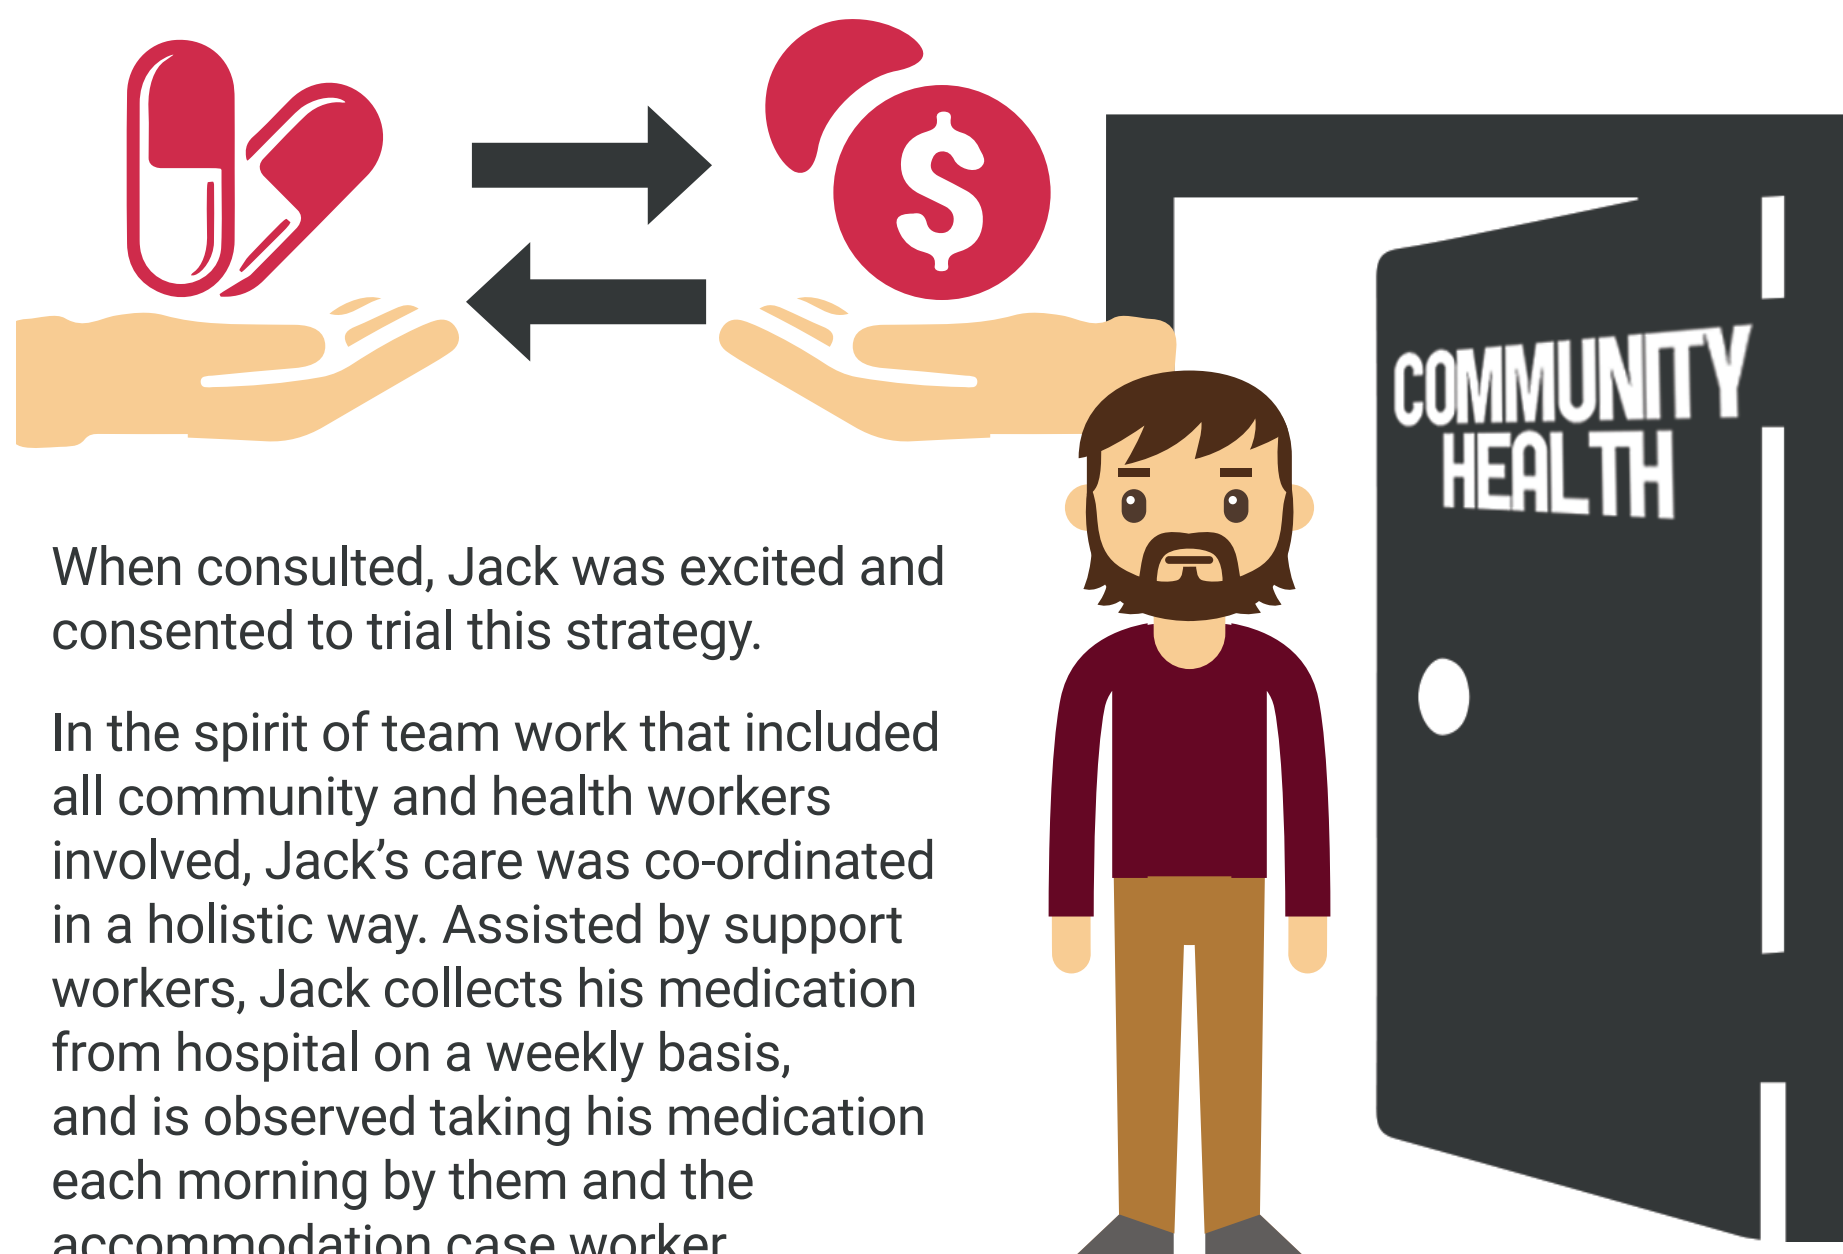 $
COMMUNITY
HEALTH
When consulted, Jack was excited and
consented to trial this strategy.
In the spirit of team work that included
all community and health workers
involved, Jack’s care was co-ordinated
in a holistic way. Assisted by support
workers, Jack collects his medication
from hospital on a weekly basis,
and is observed taking his medication
each morning by them and the
accommodation case worker